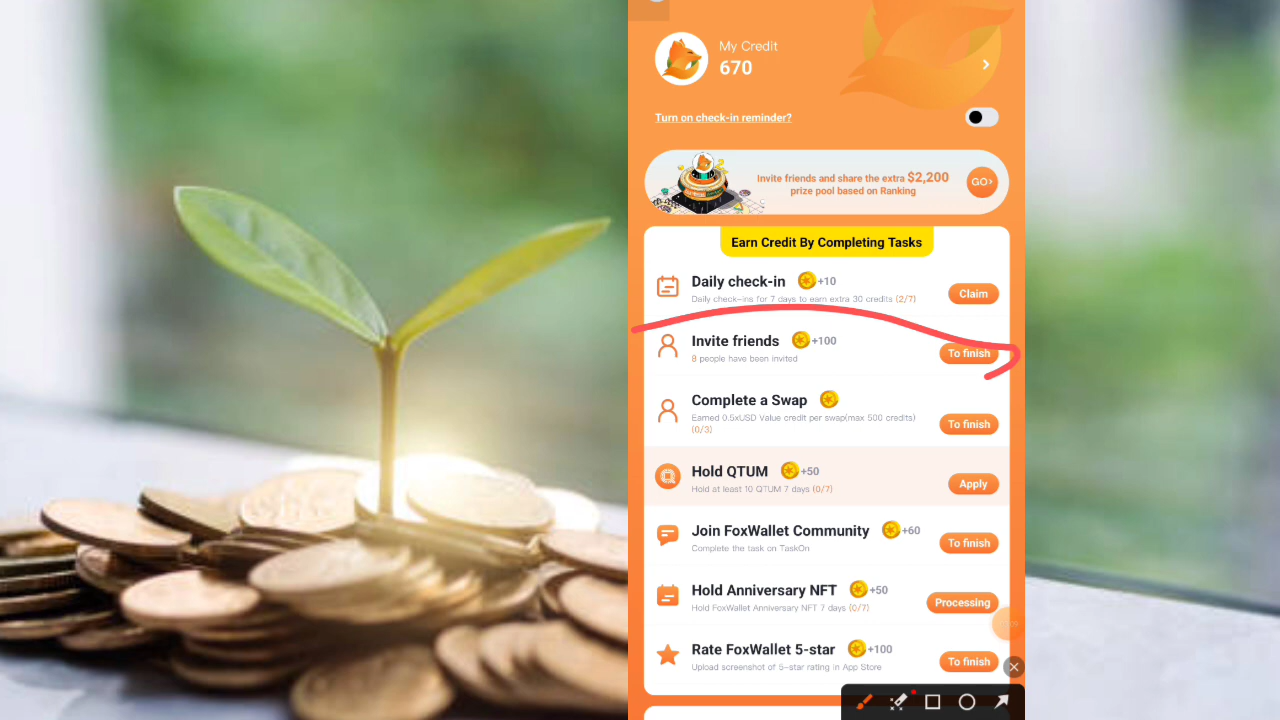 My Credit
670
Turn on check-in reminder?
Invite friends and share the extra $2,200
prize pool based on Ranking
GO>
Earn Credit By Completing Tasks
Daily check-in +10
Daily check-ins for 7 days to earn extra 30 credits (2/7)
Claim
Invite friends +100
8 people have been invited
To finish
Complete a Swap
Earned 0.5xUSD Value credit per swap(max 500 credits)
(0/3)
To finish
Hold QTUM +50
Hold at least 10 QTUM 7 days (0/7)
Apply
Join FoxWallet Community +60
Complete the task on TaskOn
To finish
Hold Anniversary NFT +50
Hold FoxWallet Anniversary NFT 7 days (0/7)
Processing
Rate FoxWallet 5-star +100
Upload screenshot of 5-star rating in App Store
To finish